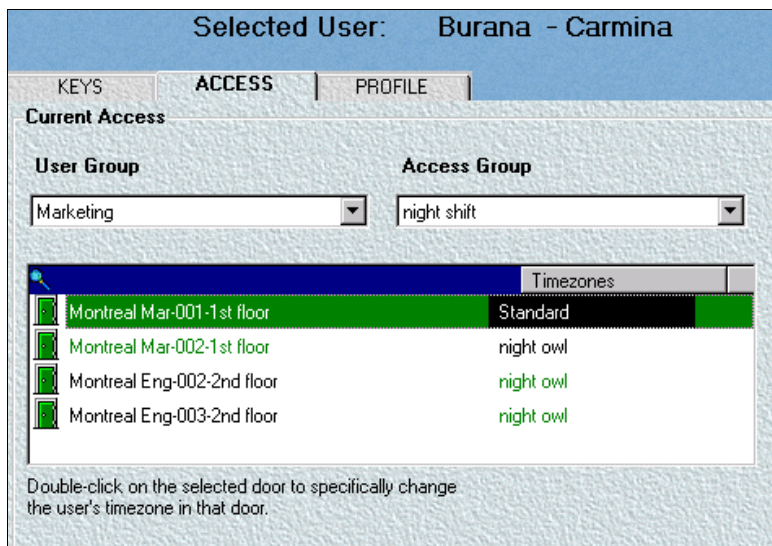 Selected User: Burana - Carmina
KEYS ACCESS PROFILE
Current Access
User Group Access Group
Marketing night shift
Timezones
Montreal Mar-001-1st floor Standard
Montreal Mar-002-1st floor night owl
Montreal Eng-002-2nd floor night owl
Montreal Eng-003-2nd floor night owl
Double-click on the selected door to specifically change
the user's timezone in that door.